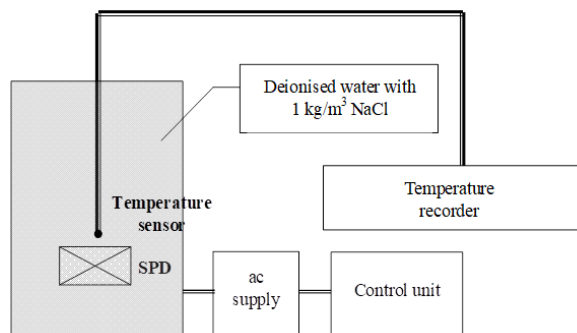 Deionised water with
1 kg/m³ NaCl
Temperature
sensor
Temperature
recorder
SPD
ac
supply
Control unit